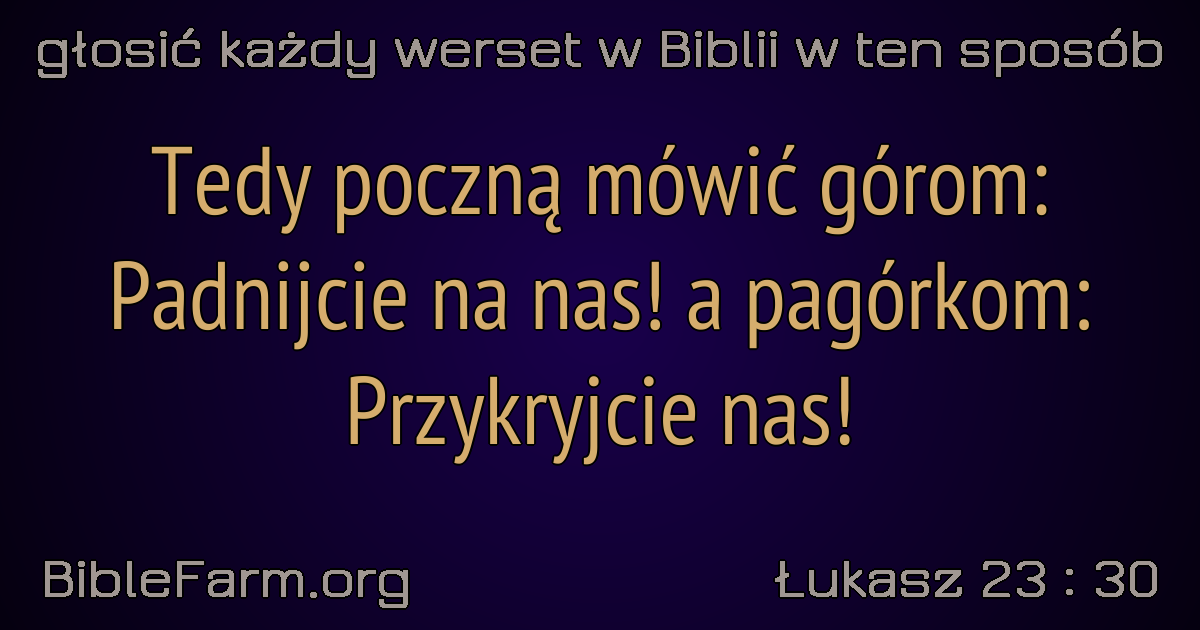 głosić każdy werset w Biblii w ten sposób
Tedy poczną mówić górom:
Padnijcie na nas! a pagórkom:
Przykryjcie nas!
BibleFarm.org
Łukasz 23 : 30